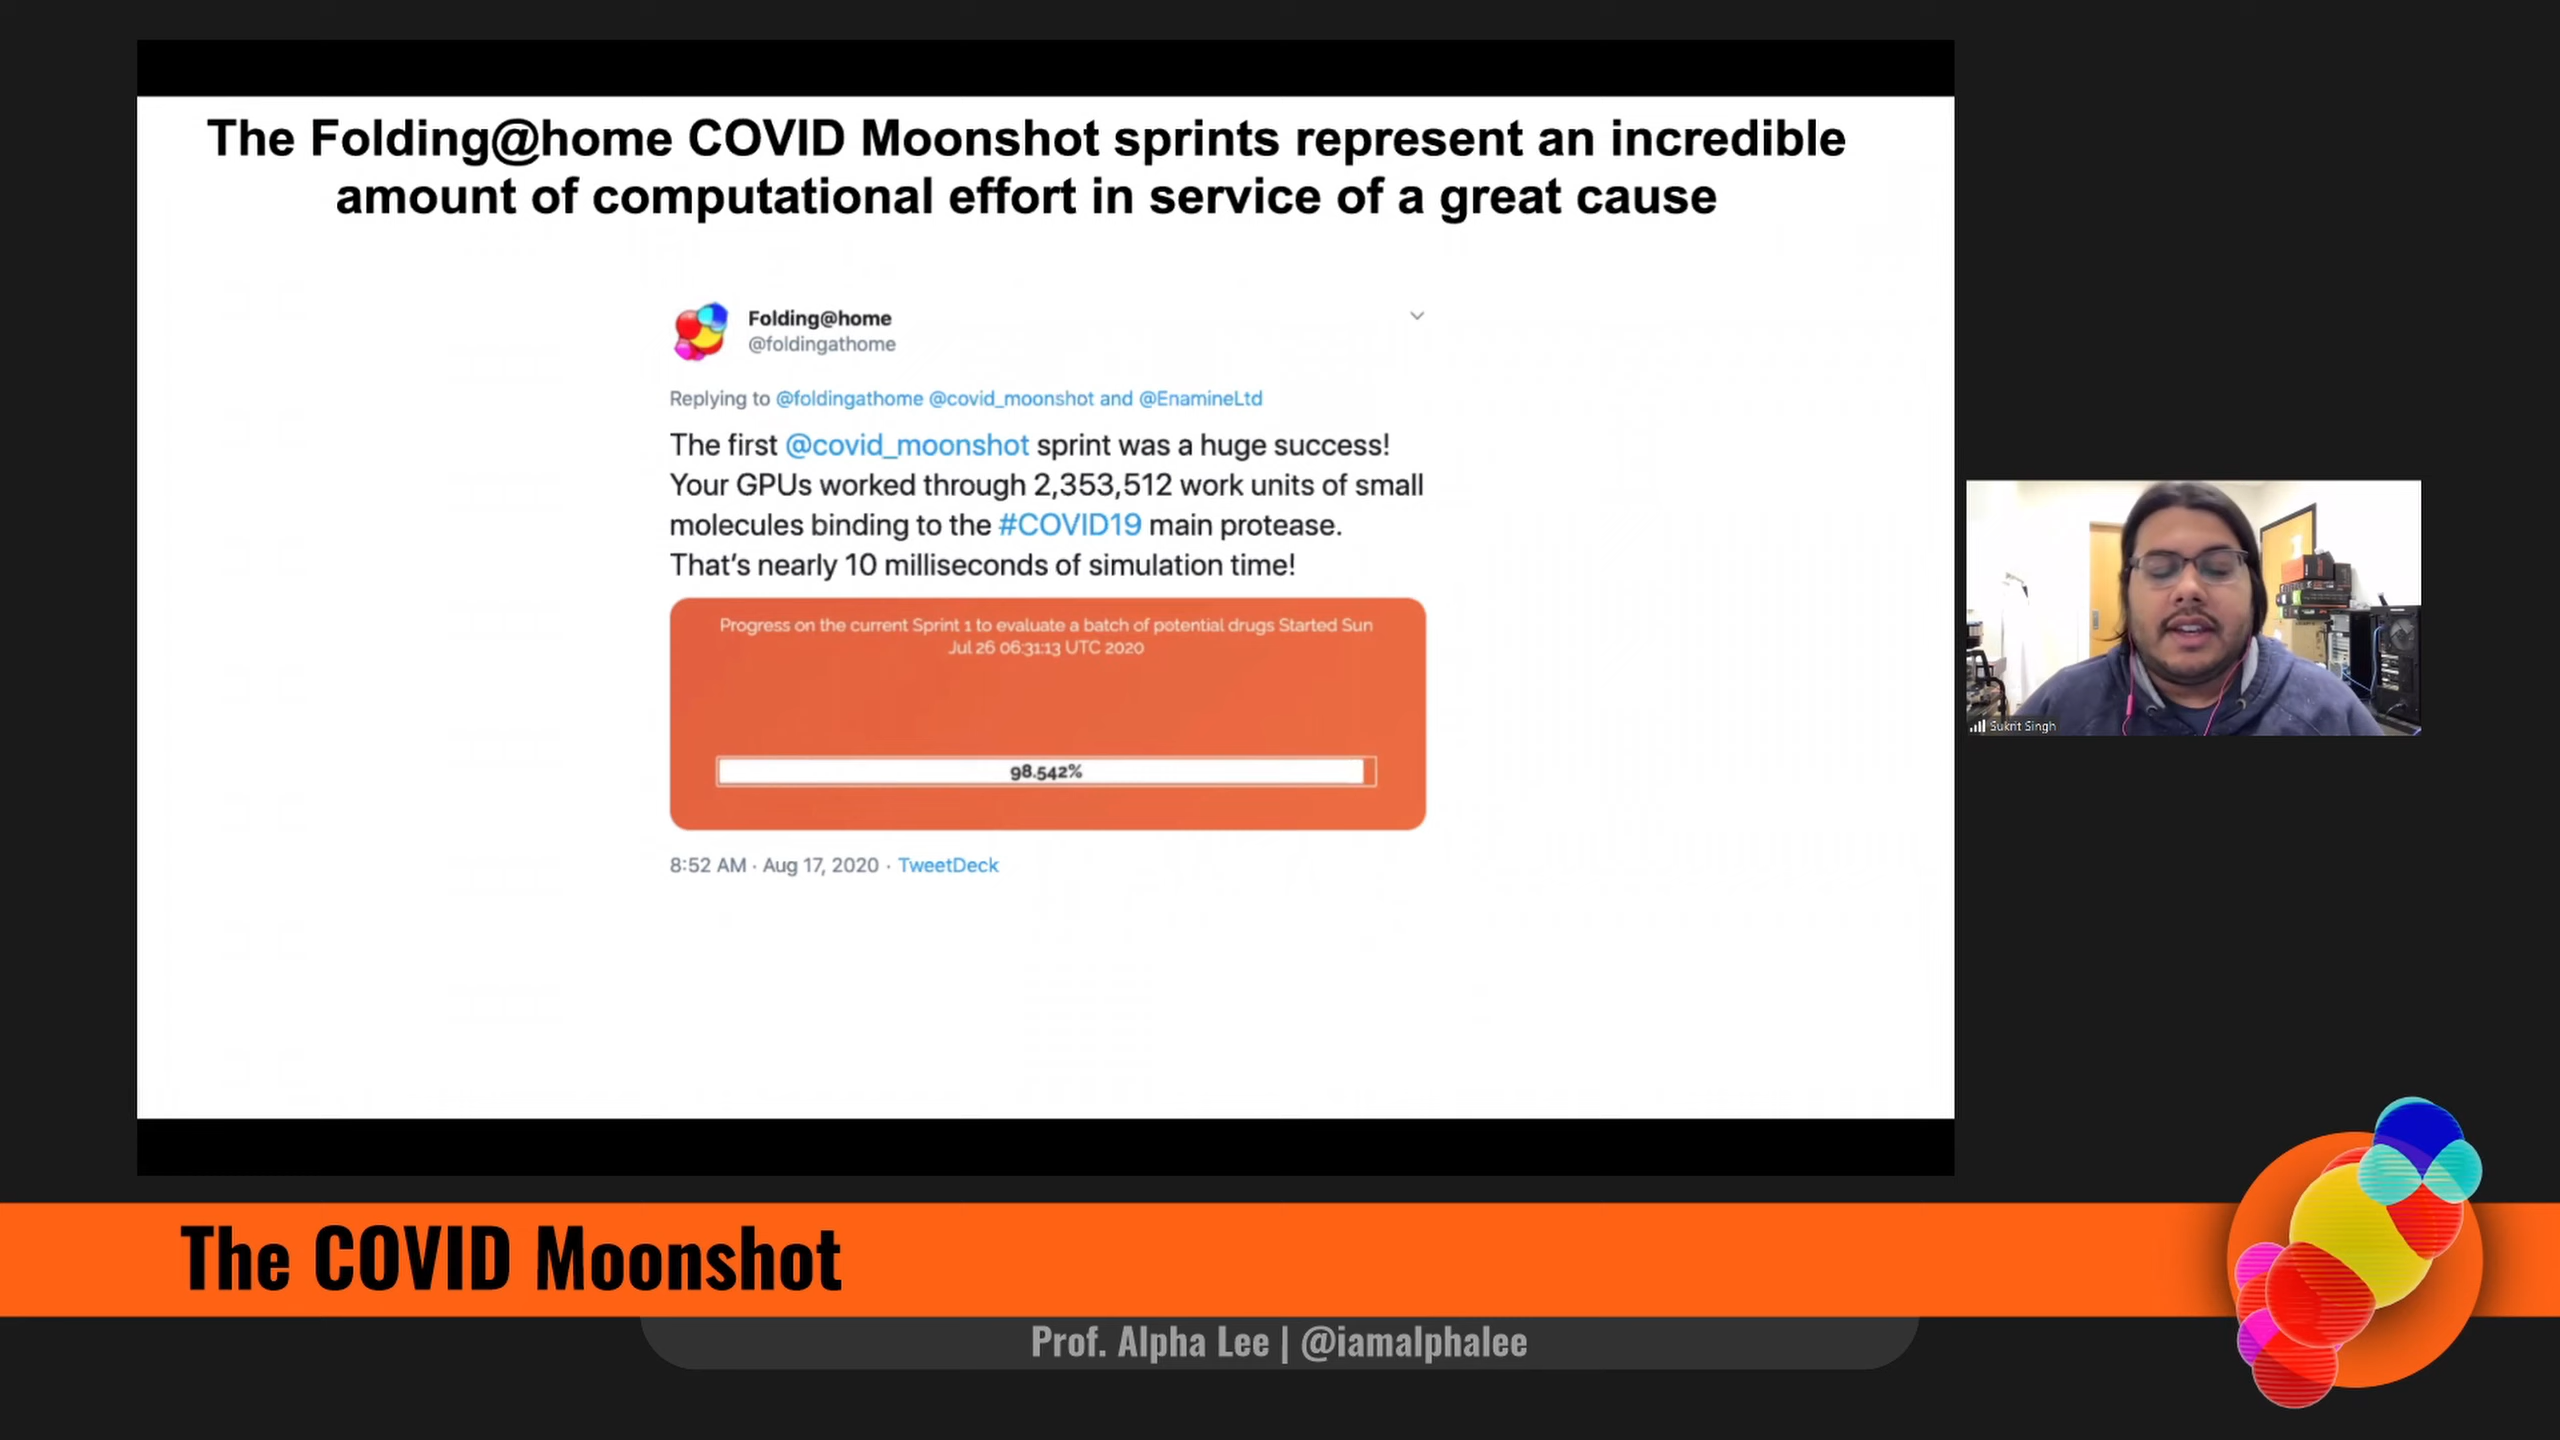 The Folding@home COVID Moonshot sprints represent an incredible
amount of computational effort in service of a great cause
Folding@home
@foldingathome
Replying to @foldingathome @covid_moonshot and @EnamineLtd
The first @covid_moonshot sprint was a huge success!
Your GPUs worked through 2,353,512 work units of small
molecules binding to the #COVID19 main protease.
That’s nearly 10 milliseconds of simulation time!
Progress on the current Sprint 1 to evaluate a batch of potential drugs Started Sun
Jul 26 06:31:13 UTC 2020
98.542%
8:52 AM · Aug 17, 2020 · TweetDeck
Sukrit Singh
The COVID Moonshot
Prof. Alpha Lee | @iamalphalee